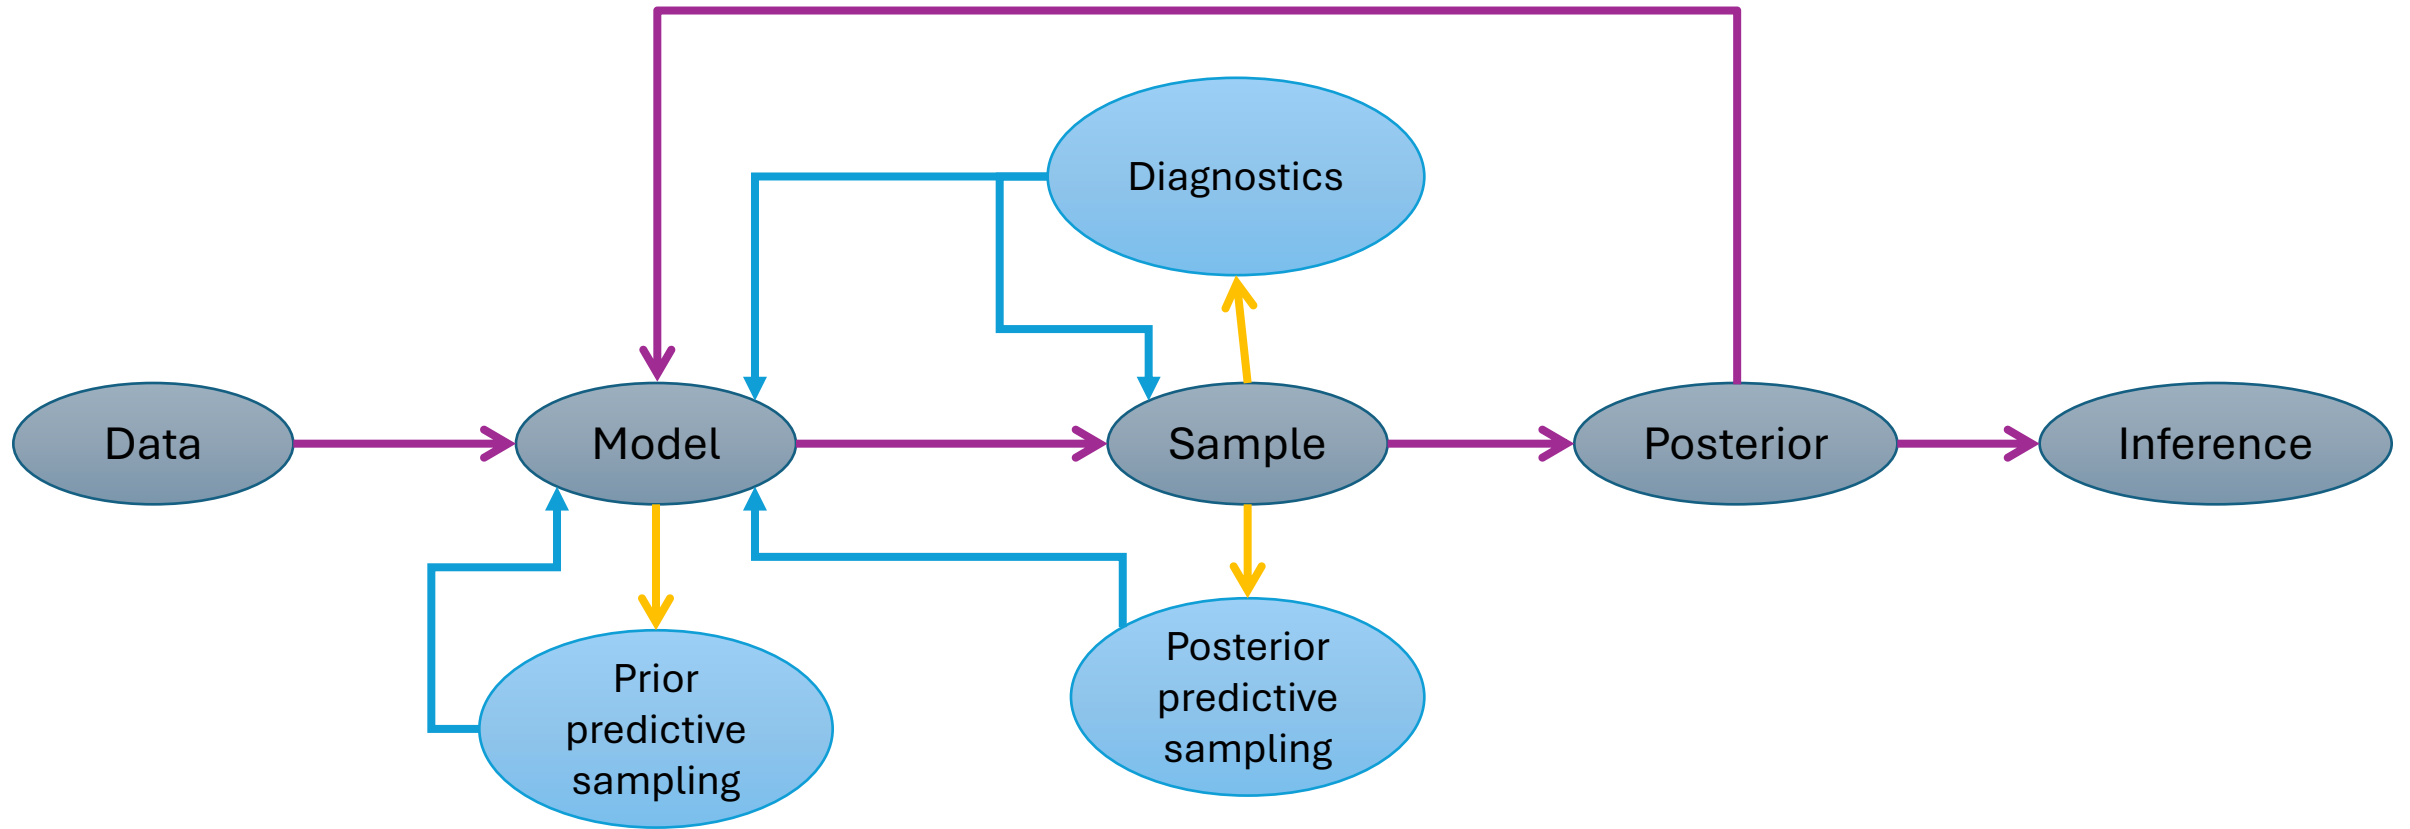 Diagnostics
Data
Model
Sample
Posterior
Inference
Prior
predictive
sampling
Posterior
predictive
sampling